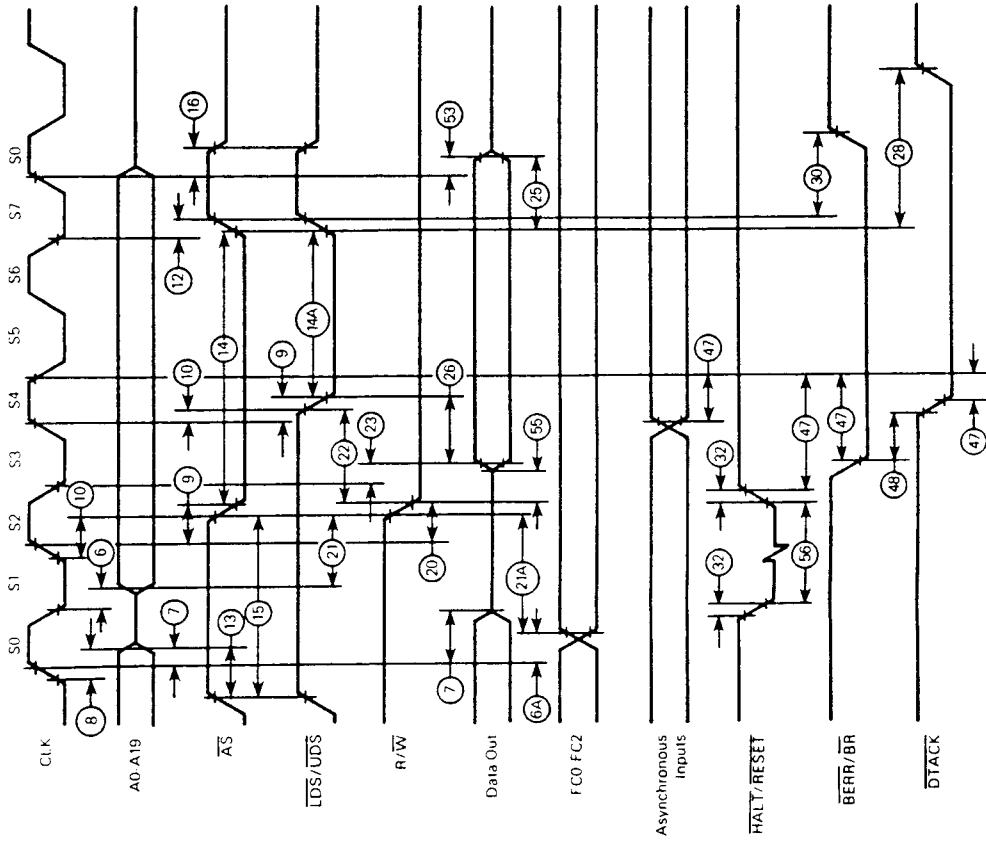 S0 S1 S2 S3 S4 S5 S6 S7 S0
CLK
8
7
6
10
A0-A19
9
10
12
16
AS
13
15
14
LDS/UDS
21
22
9
14A
R/W
20
23
26
53
Data Out
7
21A
55
25
FC0 FC2
6A
Asynchronous
Inputs
47
HALT/RESET
32
56
32
47
BERR/BR
47
30
DTACK
48
47
28